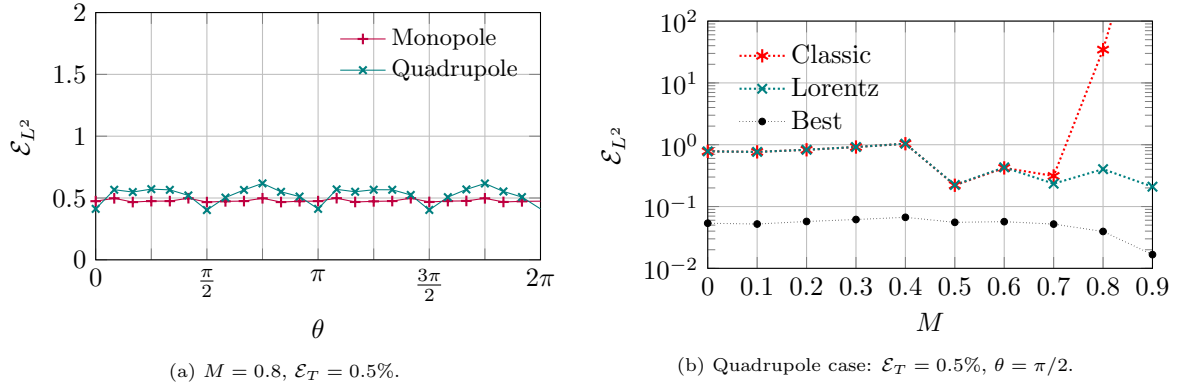 2
1.5
1
0.5
0
Monopole
Quadrupole
ℰ_{L²}
0 π/2 π 3π/2 2π
θ
(a) M = 0.8, ℰ_T = 0.5%.
10²
10¹
10⁰
10⁻¹
10⁻²
Classic
Lorentz
Best
ℰ_{L²}
0 0.1 0.2 0.3 0.4 0.5 0.6 0.7 0.8 0.9
M
(b) Quadrupole case: ℰ_T = 0.5%, θ = π/2.